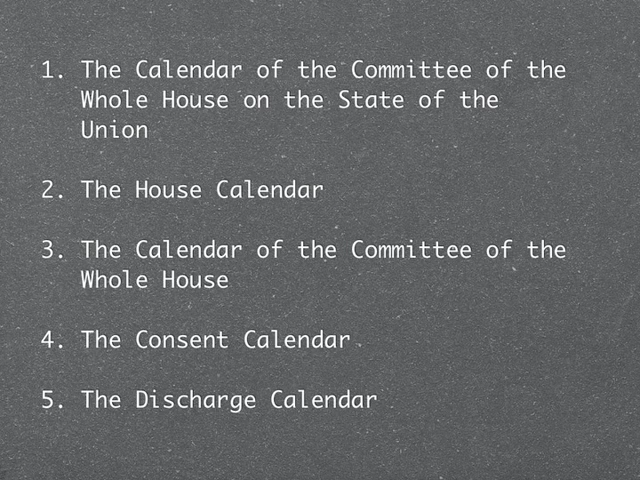 1. The Calendar of the Committee of the
Whole House on the State of the
Union
2. The House Calendar
3. The Calendar of the Committee of the
Whole House
4. The Consent Calendar
5. The Discharge Calendar